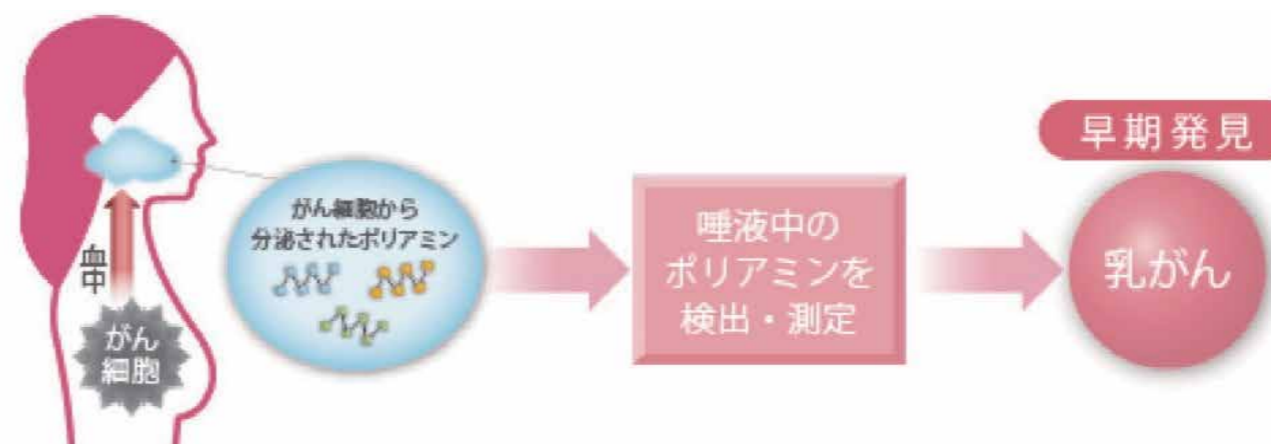 血中
がん
細胞
がん細胞から
分泌されたポリアミン
唾液中の
ポリアミンを
検出・測定
早期発見
乳がん